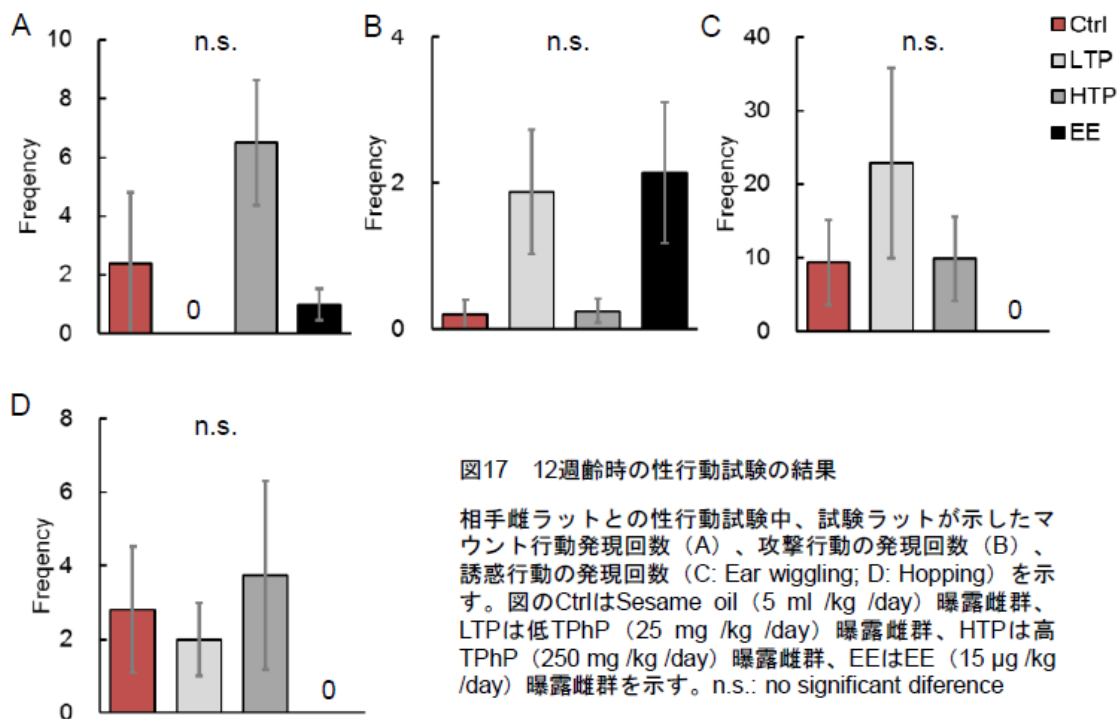 A
n.s.
10
8
6
4
2
0
Freqency
0
B
n.s.
4
2
0
Freqency
C
n.s.
40
30
20
10
0
Freqency
0
Ctrl
LTP
HTP
EE
D
n.s.
8
6
4
2
0
Freqency
0
図17　12週齢時の性行動試験の結果
相手雌ラットとの性行動試験中、試験ラットが示したマ
ウント行動発現回数（A）、攻撃行動の発現回数（B）、
誘惑行動の発現回数（C: Ear wiggling; D: Hopping）を示
す。図のCtrlはSesame oil（5 ml /kg /day）曝露雌群、
LTPは低TPhP（25 mg /kg /day）曝露雌群、HTPは高
TPhP（250 mg /kg /day）曝露雌群、EEはEE（15 µg /kg
/day）曝露雌群を示す。n.s.: no significant diference